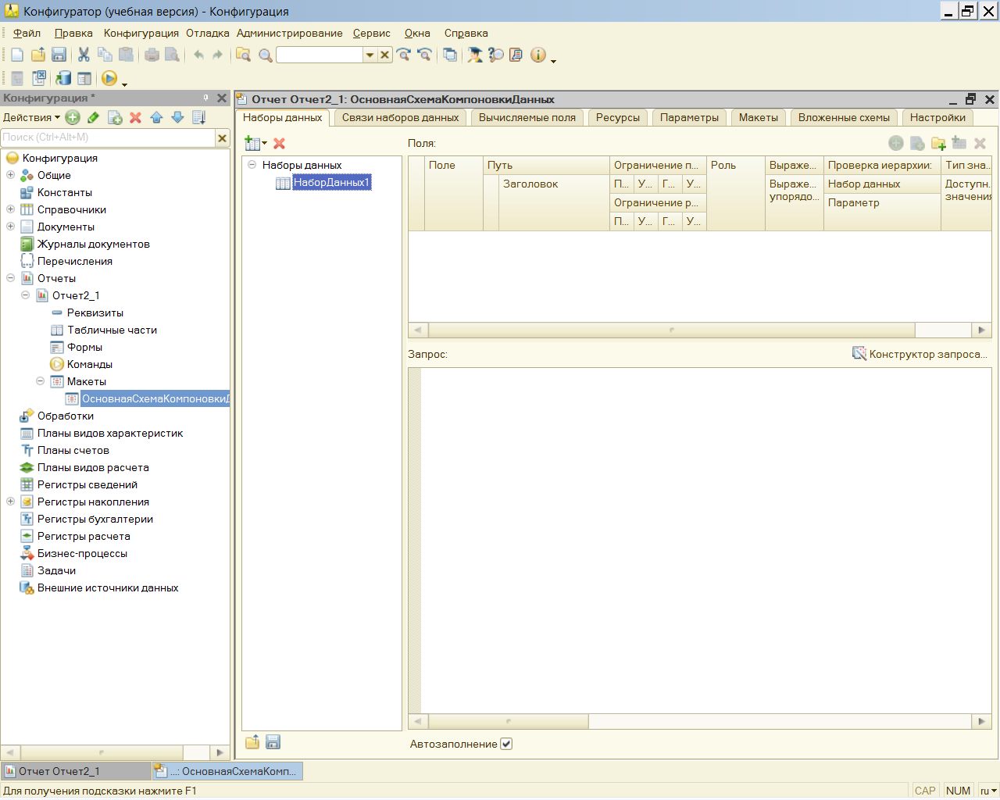 Конфигуратор (учебная версия) - Конфигурация
Файл Правка Конфигурация Отладка Администрирование Сервис Окна Справка
Конфигурация *
Действия
Поиск (Ctrl+Alt+M)
Конфигурация
Общие
Константы
Справочники
Документы
Журналы документов
Перечисления
Отчеты
Отчет2_1
Реквизиты
Табличные части
Формы
Команды
Макеты
ОсновнаяСхемаКомпоновкиД
Обработки
Планы видов характеристик
Планы счетов
Планы видов расчета
Регистры сведений
Регистры накопления
Регистры бухгалтерии
Регистры расчета
Бизнес-процессы
Задачи
Внешние источники данных
Отчет Отчет2_1: ОсновнаяСхемаКомпоновкиДанных
Наборы данных Связи наборов данных Вычисляемые поля Ресурсы Параметры Макеты Вложенные схемы Настройки
Наборы данных
НаборДанных1
Поля:
Поле Путь Ограничение п... Роль Выраже... Проверка иерархии: Тип зна...
Заголовок П... У... Г... У... Выраже... Набор данных Доступн.
упорядо... значения
Ограничение р... Параметр
П... У... Г... У...
Запрос: Конструктор запроса...
Автозаполнение
Отчет Отчет2_1 ...: ОсновнаяСхемаКомп...
Для получения подсказки нажмите F1 CAP NUM ru